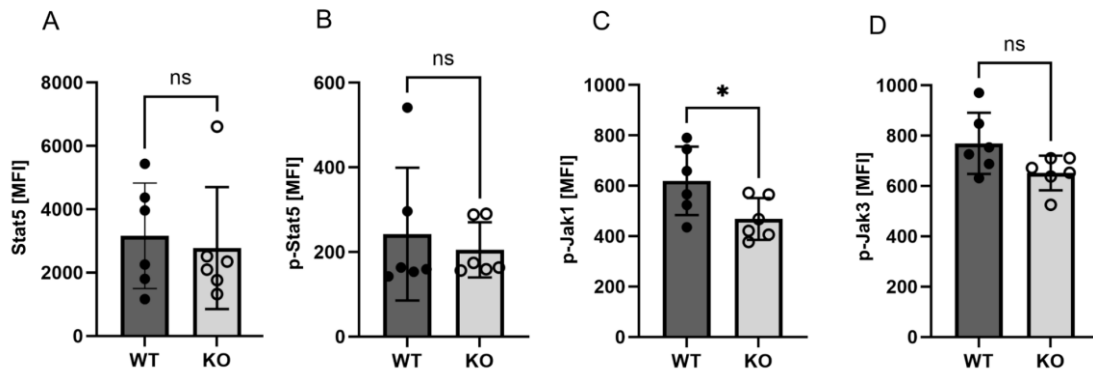 A
ns
Stat5 [MFI]
8000
6000
4000
2000
0
WT
KO
B
ns
p-Stat5 [MFI]
600
400
200
0
WT
KO
C
*
p-Jak1 [MFI]
1000
800
600
400
200
0
WT
KO
D
ns
p-Jak3 [MFI]
1000
800
600
400
200
0
WT
KO